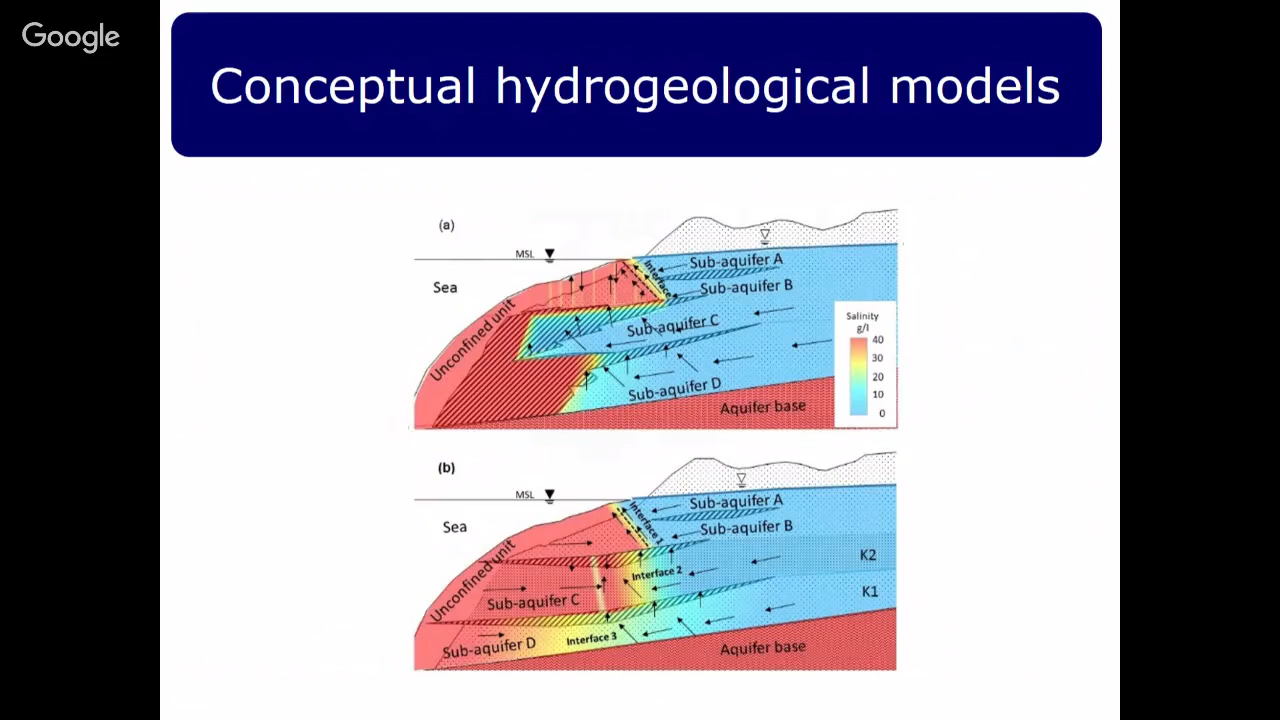 Google
Conceptual hydrogeological models
(a)
MSL
Sea
Unconfined unit
Interface
Sub-aquifer A
Sub-aquifer B
Sub-aquifer C
Sub-aquifer D
Aquifer base
Salinity
g/l
40
30
20
10
0
(b)
MSL
Sea
Unconfined unit
Interface 1
Sub-aquifer A
Sub-aquifer B
K2
Interface 2
K1
Sub-aquifer C
Interface 3
Sub-aquifer D
Aquifer base